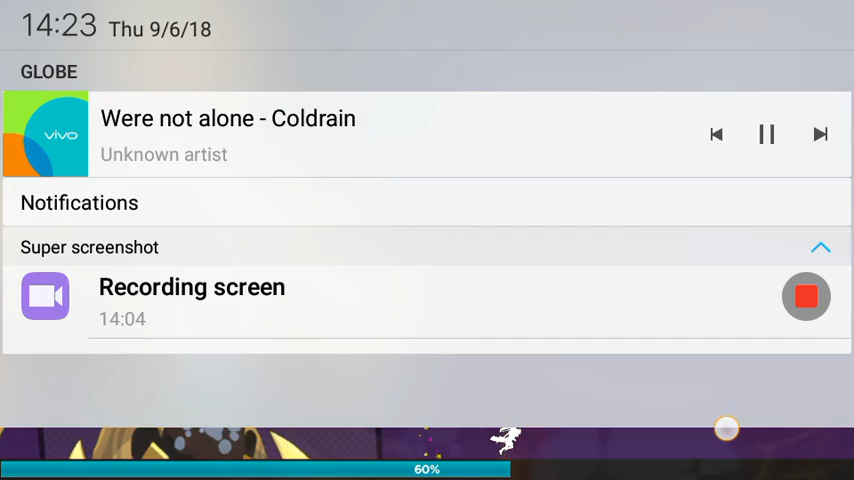 14:23 Thu 9/6/18
GLOBE
vivo
Were not alone - Coldrain
Unknown artist
Notifications
Super screenshot
Recording screen
14:04
60%